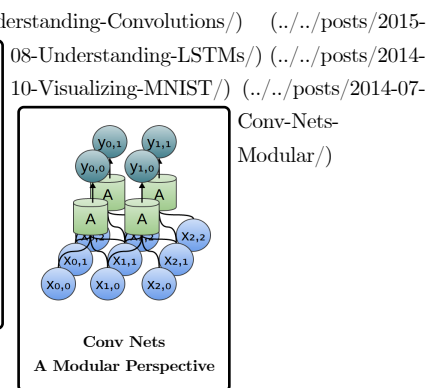 derstanding-Convolutions/) (../../posts/2015-
08-Understanding-LSTMs/) (../../posts/2014-
10-Visualizing-MNIST/) (../../posts/2014-07-
Conv-Nets-
Modular/)
y0,1 y1,1
y0,0 y1,0
A A
A A
x2,2
x0,1 x1,1 x2,1
x0,0 x1,0 x2,0
Conv Nets
A Modular Perspective